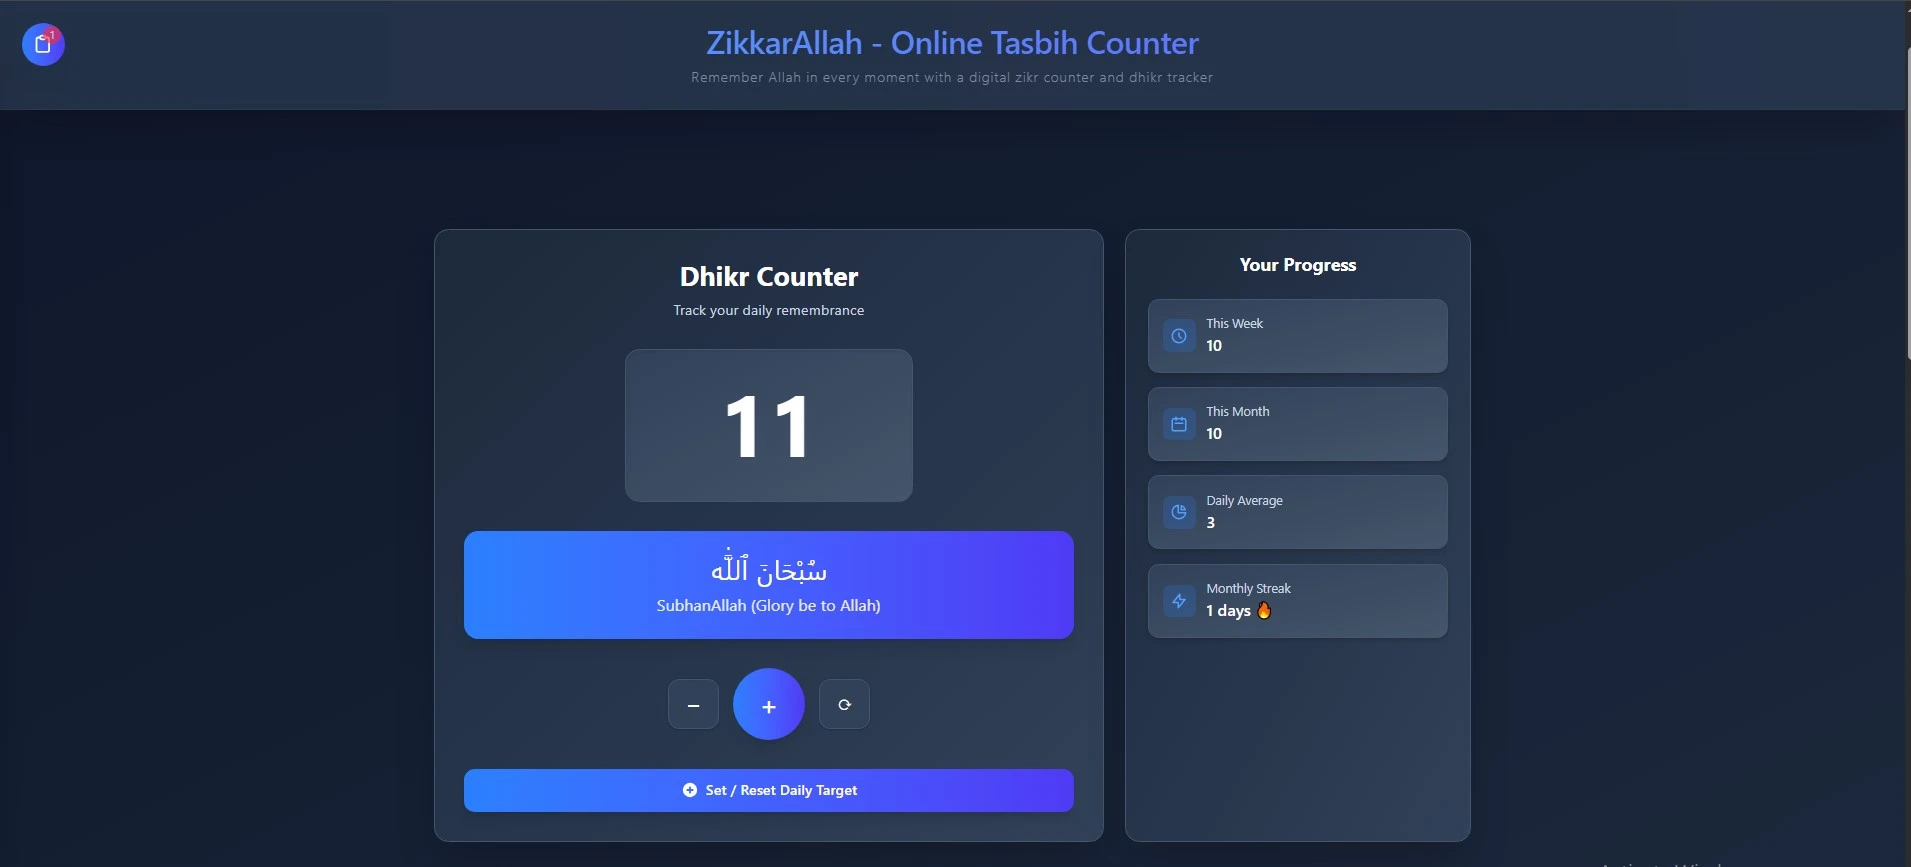 1
ZikkarAllah - Online Tasbih Counter
Remember Allah in every moment with a digital zikr counter and dhikr tracker
Dhikr Counter
Track your daily remembrance
11
سُبْحَانَ ٱللَّٰه
SubhanAllah (Glory be to Allah)
−
+
⟳
Set / Reset Daily Target
Your Progress
This Week
10
This Month
10
Daily Average
3
Monthly Streak
1 days 🔥